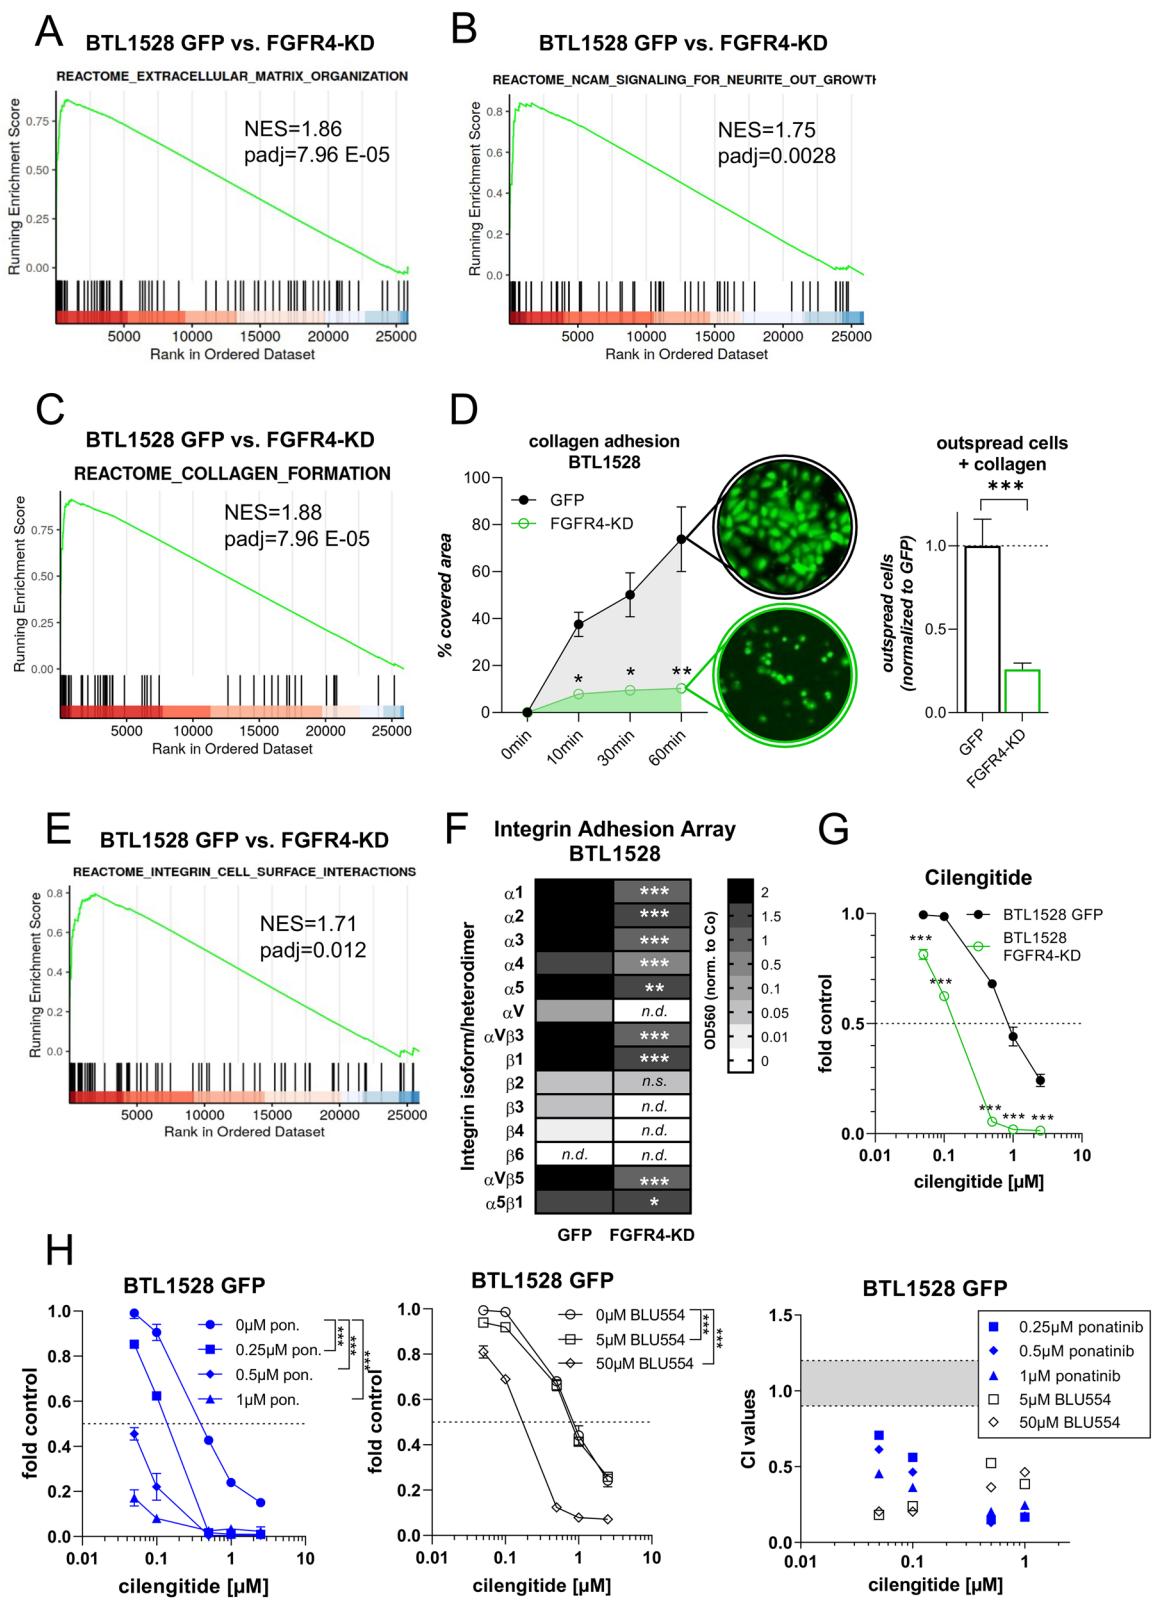 A
BTL1528 GFP vs. FGFR4-KD
REACTOME_EXTRACELLULAR_MATRIX_ORGANIZATION
Running Enrichment Score
0.75
0.50
0.25
0.00
NES=1.86
padj=7.96 E-05
5000 10000 15000 20000 25000
Rank in Ordered Dataset
B
BTL1528 GFP vs. FGFR4-KD
REACTOME_NCAM_SIGNALING_FOR_NEURITE_OUT_GROWTH
Running Enrichment Score
0.8
0.6
0.4
0.2
0.0
NES=1.75
padj=0.0028
5000 10000 15000 20000 25000
Rank in Ordered Dataset
C
BTL1528 GFP vs. FGFR4-KD
REACTOME_COLLAGEN_FORMATION
Running Enrichment Score
0.75
0.50
0.25
0.00
NES=1.88
padj=7.96 E-05
5000 10000 15000 20000 25000
Rank in Ordered Dataset
D
collagen adhesion
BTL1528
% covered area
100
80
60
40
20
0
GFP
FGFR4-KD
* * **
0min 10min 30min 60min
outspread cells
+ collagen
***
outspread cells
(normalized to GFP)
1.0
0.5
0.0
GFP
FGFR4-KD
E
BTL1528 GFP vs. FGFR4-KD
REACTOME_INTEGRIN_CELL_SURFACE_INTERACTIONS
Running Enrichment Score
0.8
0.6
0.4
0.2
0.0
NES=1.71
padj=0.012
5000 10000 15000 20000 25000
Rank in Ordered Dataset
F
Integrin Adhesion Array
BTL1528
Integrin isoform/heterodimer
α1 ***
α2 ***
α3 ***
α4 ***
α5 **
αV n.d.
αVβ3 ***
β1 ***
β2 n.s.
β3 n.d.
β4 n.d.
β6 n.d. n.d.
αVβ5 ***
α5β1 *
GFP FGFR4-KD
OD560 (norm. to Co)
2
1.5
1
0.5
0.1
0.05
0.01
0
G
Cilengitide
fold control
1.0
0.5
0.0
BTL1528 GFP
BTL1528
FGFR4-KD
***
***
*** *** ***
0.01 0.1 1 10
cilengitide [µM]
H
BTL1528 GFP
fold control
1.0
0.8
0.6
0.4
0.2
0.0
0µM pon.
0.25µM pon.
0.5µM pon.
1µM pon.
***
***
***
0.01 0.1 1 10
cilengitide [µM]
BTL1528 GFP
fold control
1.0
0.8
0.6
0.4
0.2
0.0
0µM BLU554
5µM BLU554
50µM BLU554
***
***
0.01 0.1 1 10
cilengitide [µM]
BTL1528 GFP
CI values
1.5
1.0
0.5
0.0
0.25µM ponatinib
0.5µM ponatinib
1µM ponatinib
5µM BLU554
50µM BLU554
0.01 0.1 1
cilengitide [µM]